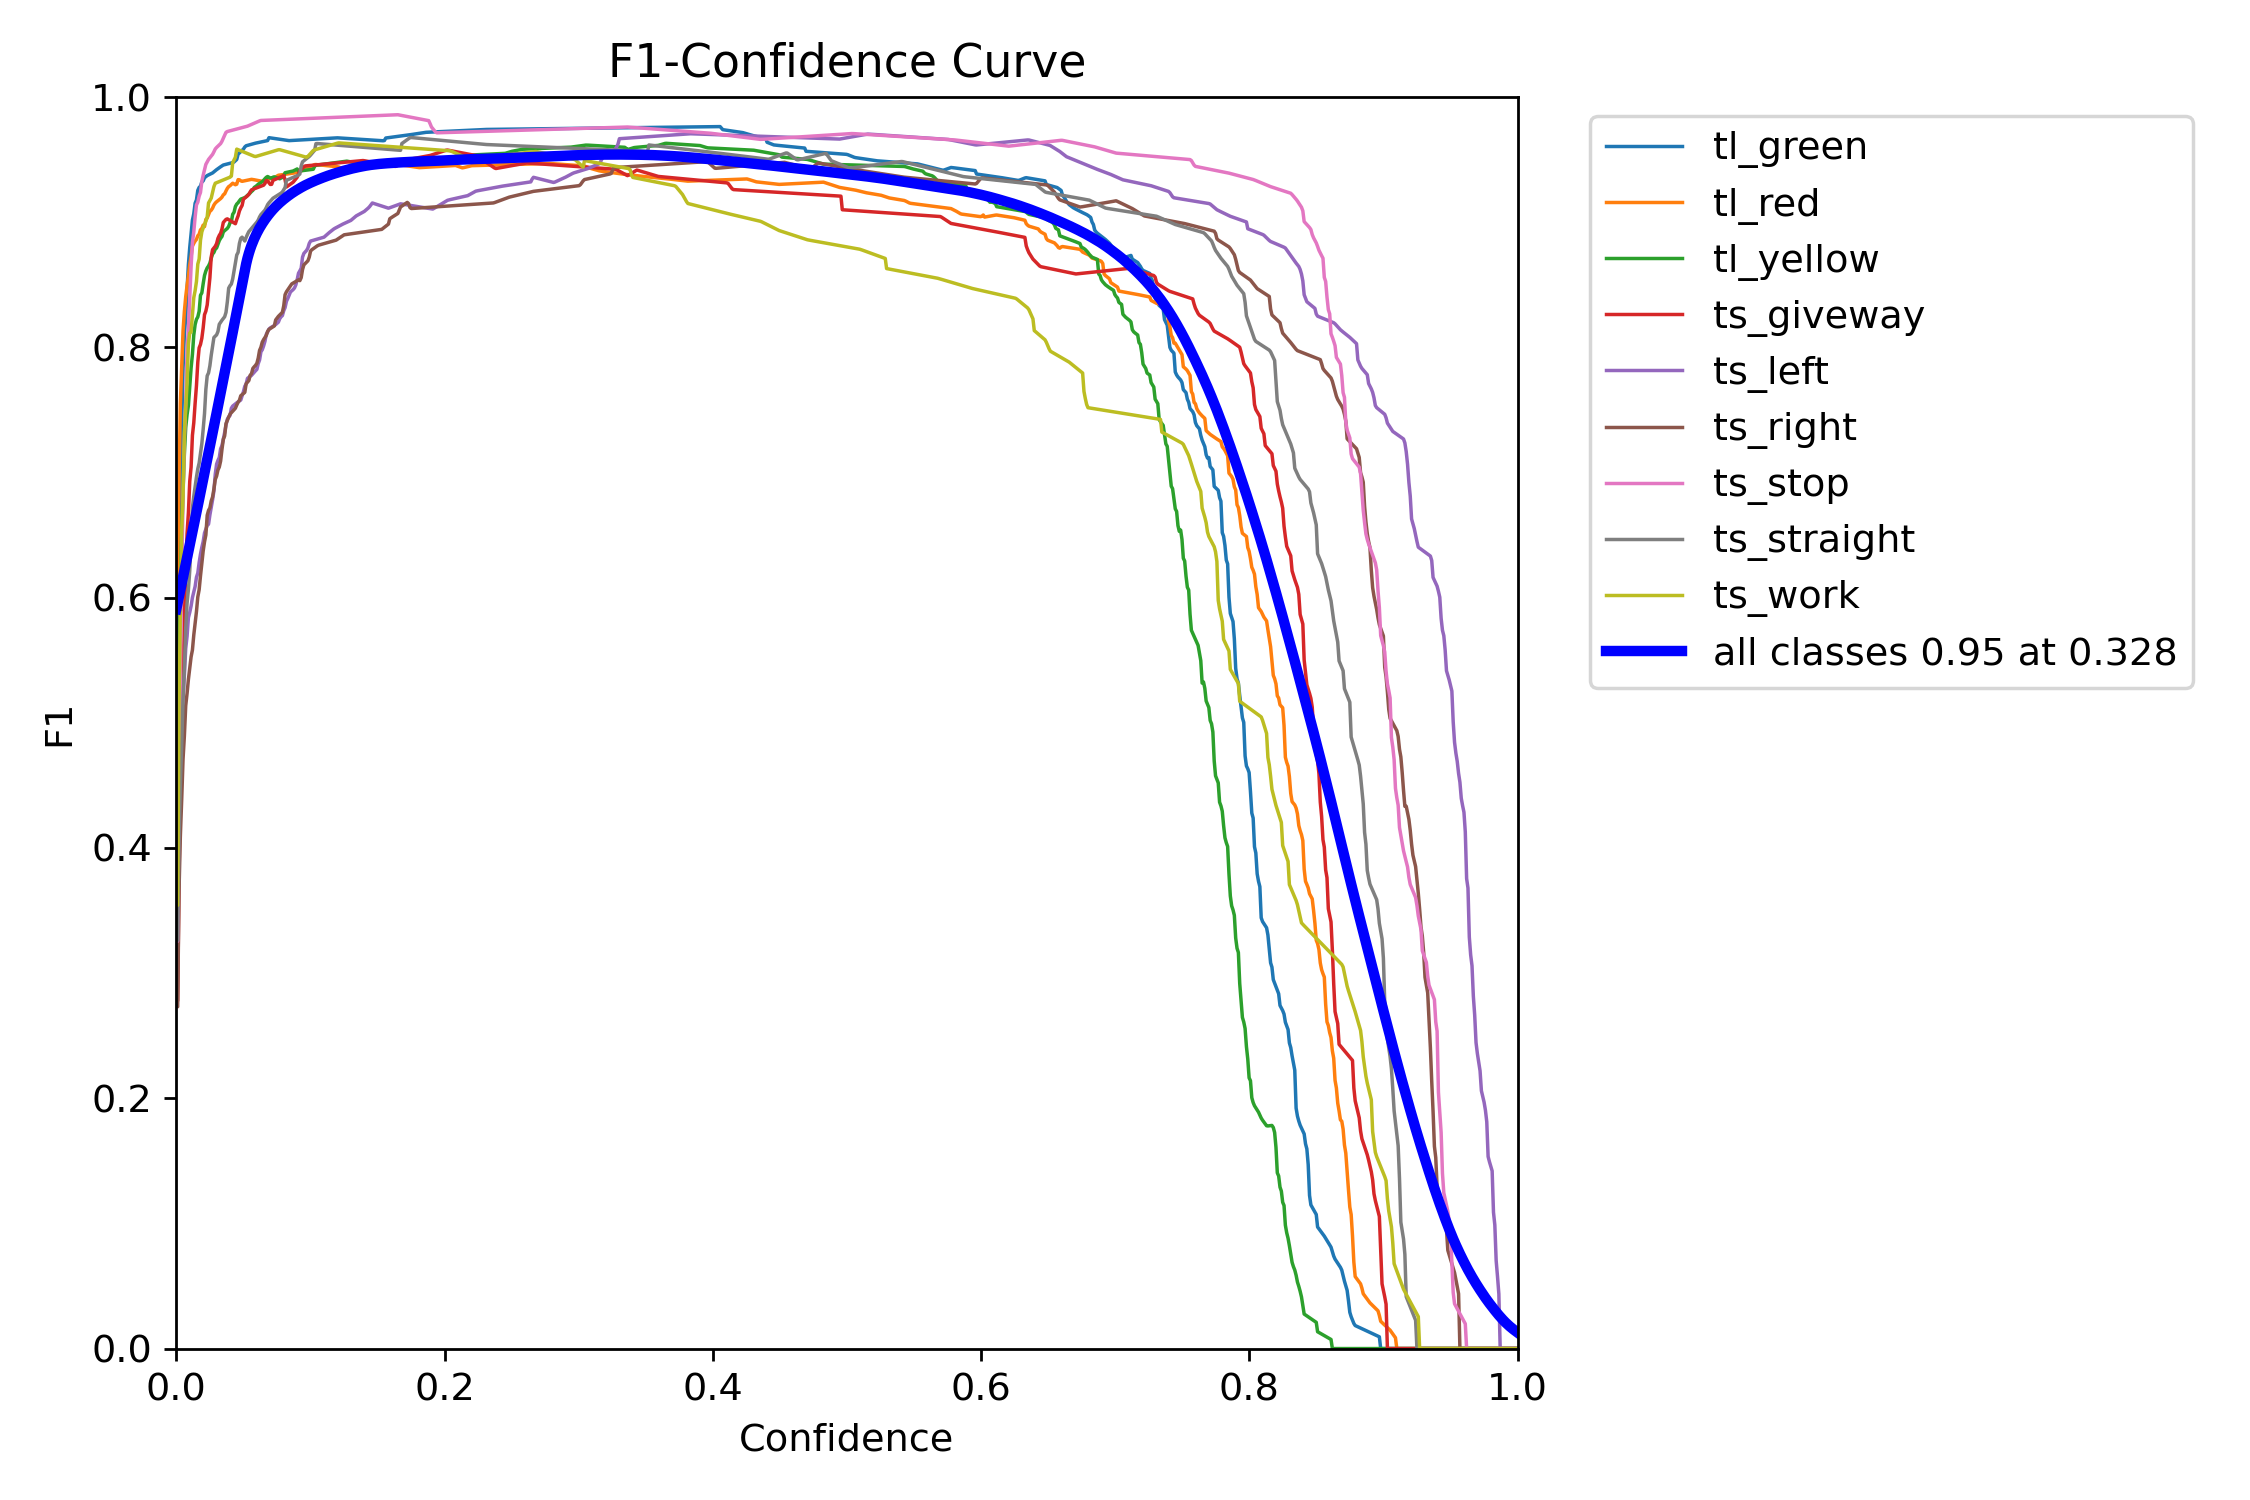 F1-Confidence Curve
1.0
0.8
0.6
0.4
0.2
0.0
F1
0.0 0.2 0.4 0.6 0.8 1.0
Confidence
tl_green
tl_red
tl_yellow
ts_giveway
ts_left
ts_right
ts_stop
ts_straight
ts_work
all classes 0.95 at 0.328